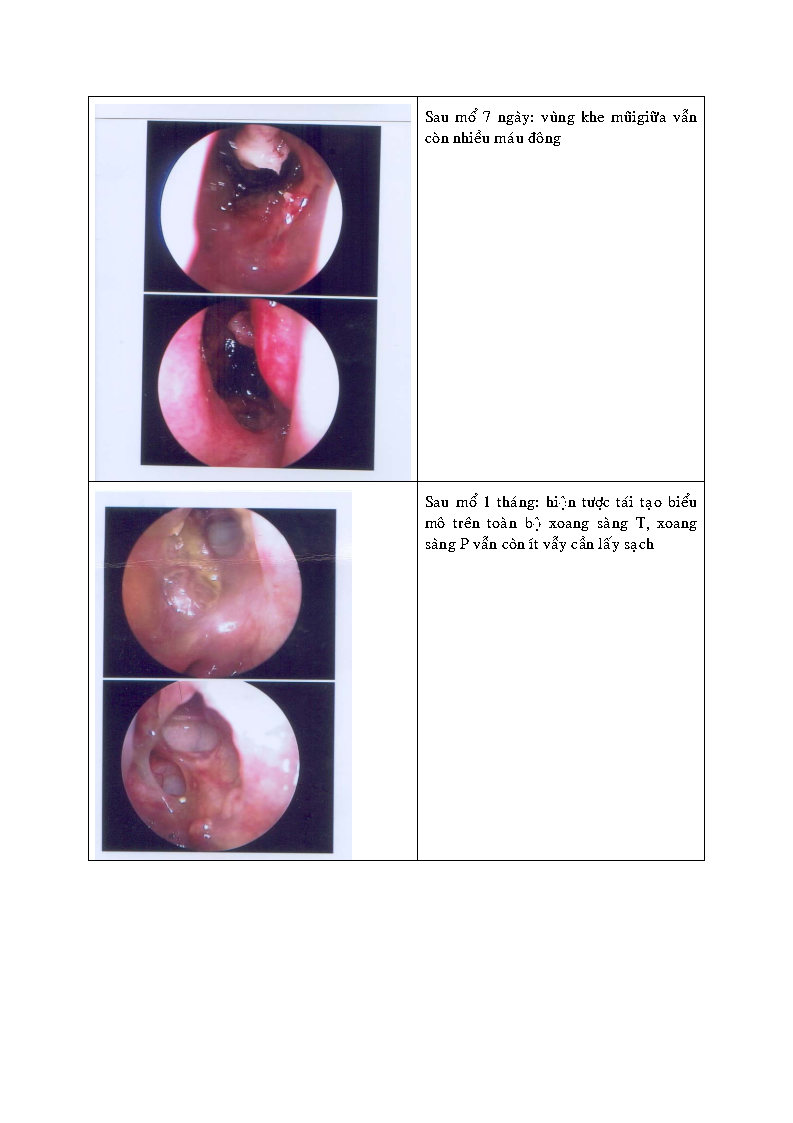 Sau mổ 7 ngày: vùng khe mũigiữa vẫn
còn nhiều máu đông
Sau mổ 1 tháng: hiện tược tái tạo biểu
mô trên toàn bộ xoang sàng T, xoang
sàng P vẫn còn ít vẩy cần lấy sạch